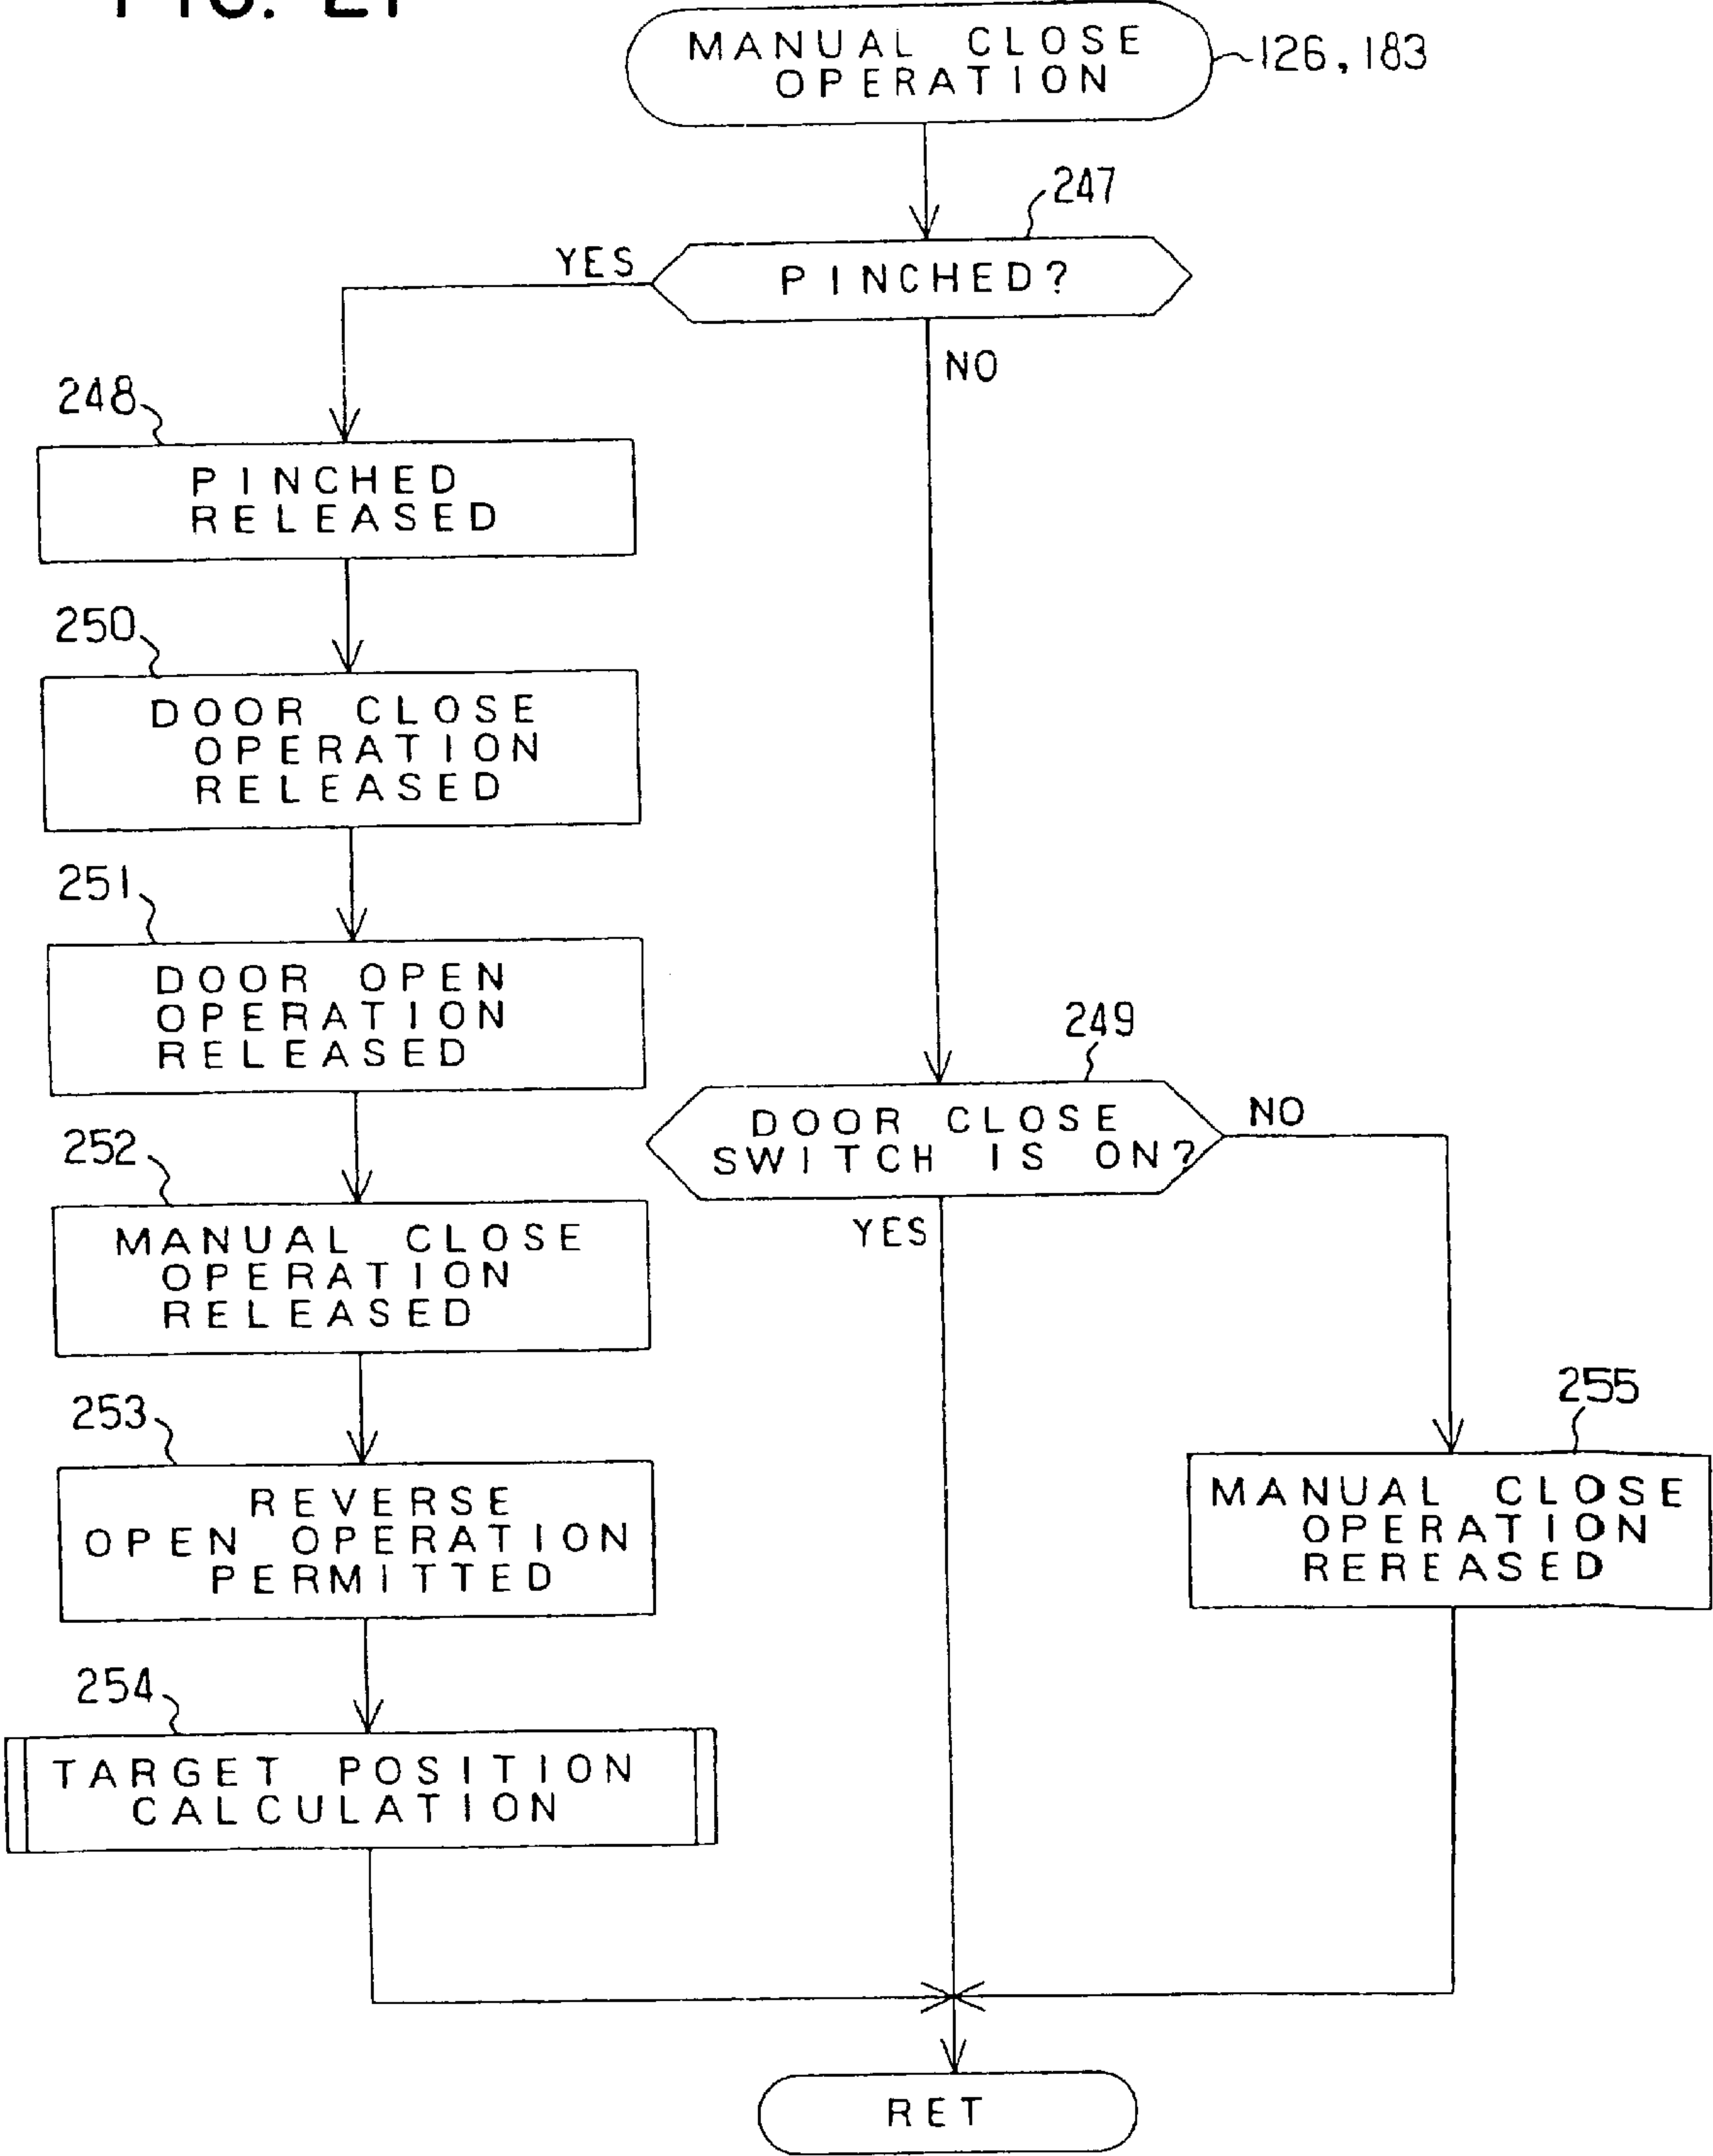 MANUAL CLOSE
OPERATION
126, 183
247
PINCHED?
YES
NO
248
PINCHED
RELEASED
250
DOOR CLOSE
OPERATION
RELEASED
251
DOOR OPEN
OPERATION
RELEASED
249
DOOR CLOSE
SWITCH IS ON?
NO
YES
252
MANUAL CLOSE
OPERATION
RELEASED
253
REVERSE
OPEN OPERATION
PERMITTED
255
MANUAL CLOSE
OPERATION
REREASED
254
TARGET POSITION
CALCULATION
RET